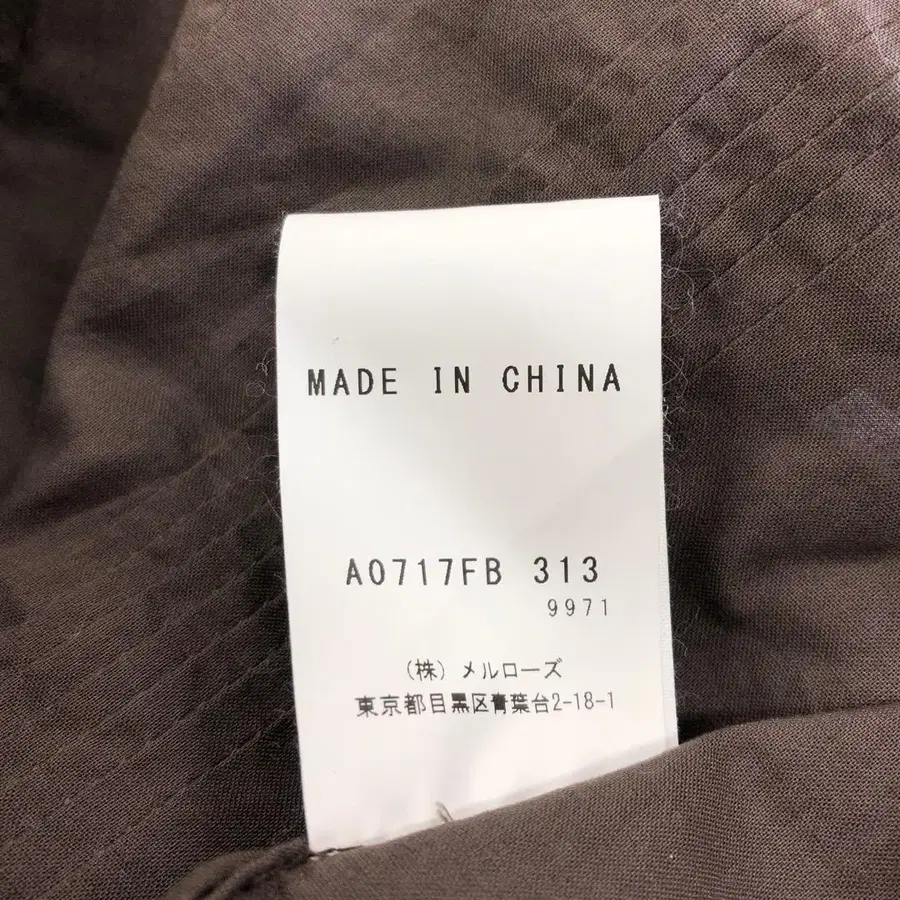 MADE IN CHINA
A0717FB 313
9971
(株) メルローズ
東京都目黒区青葉台2-18-1